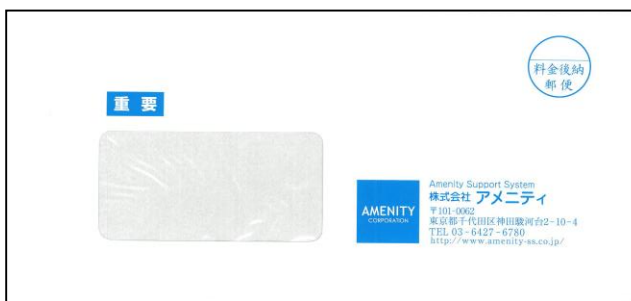 料金後納
郵便
重要
AMENITY
CORPORATION
Amenity Support System
株式会社 アメニティ
〒101-0062
東京都千代田区神田駿河台2-10-4
TEL 03-6427-6780
http://www.amenity-ss.co.jp/